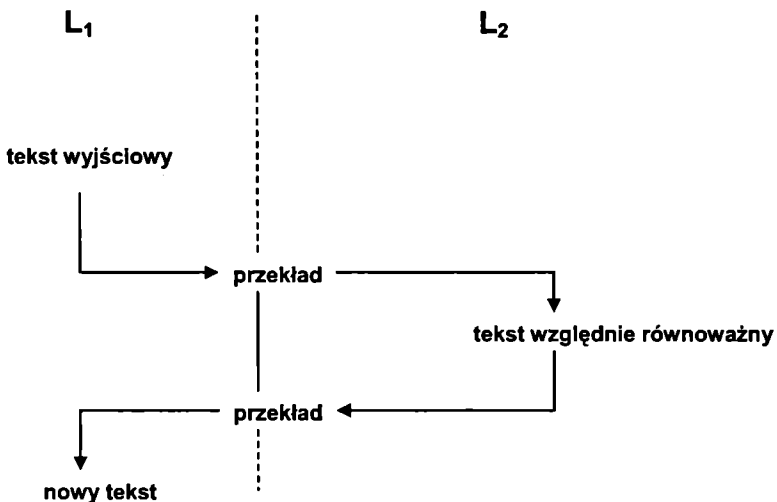 L₁
L₂
tekst wyjściowy
przekład
tekst względnie równoważny
przekład
nowy tekst